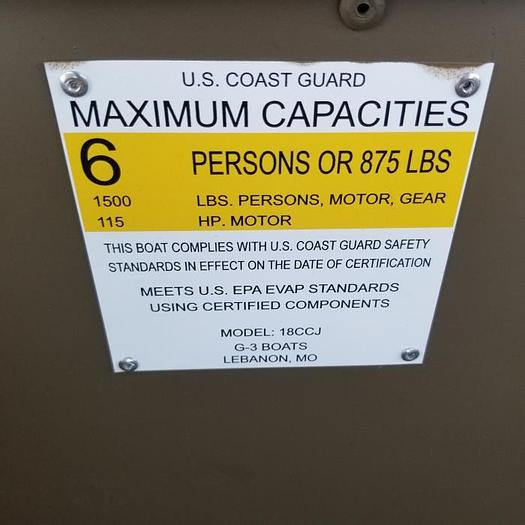 U.S. COAST GUARD
MAXIMUM CAPACITIES
6 PERSONS OR 875 LBS
1500 LBS. PERSONS, MOTOR, GEAR
115 HP. MOTOR
THIS BOAT COMPLIES WITH U.S. COAST GUARD SAFETY
STANDARDS IN EFFECT ON THE DATE OF CERTIFICATION
MEETS U.S. EPA EVAP STANDARDS
USING CERTIFIED COMPONENTS
MODEL: 18CCJ
G-3 BOATS
LEBANON, MO